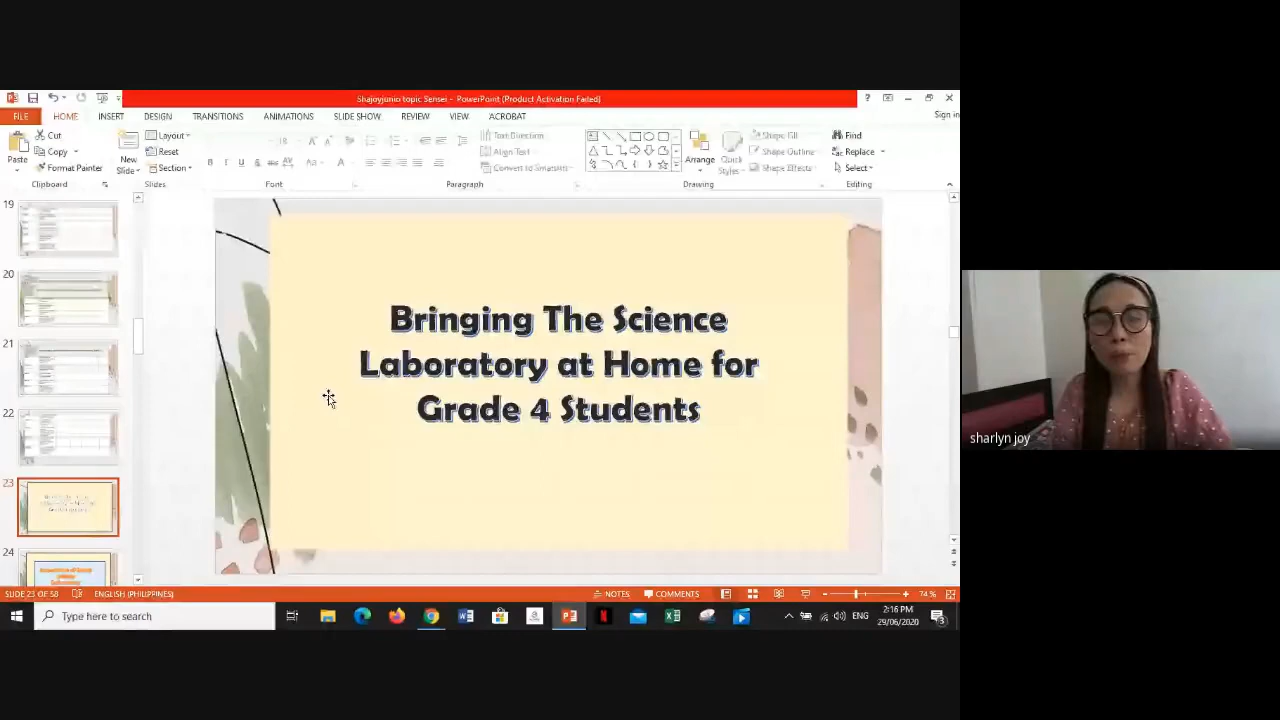 Shajoyjunio topic Sensei - PowerPoint (Product Activation Failed)
Sign in
FILE HOME INSERT DESIGN TRANSITIONS ANIMATIONS SLIDE SHOW REVIEW VIEW ACROBAT
Paste
Cut
Copy
Format Painter
Clipboard
New
Slide
Layout
Reset
Section
Slides
18
Font
Text Direction
Align Text
Convert to SmartArt
Paragraph
Arrange
Quick
Styles
Shape Fill
Shape Outline
Shape Effects
Drawing
Find
Replace
Select
Editing
19
20
21
22
23
24
Bringing The Science
Laboratory at Home for
Grade 4 Students
sharlyn joy
SLIDE 23 OF 58 ENGLISH (PHILIPPINES) NOTES COMMENTS 74 %
Type here to search
ENG
2:16 PM
29/06/2020
3